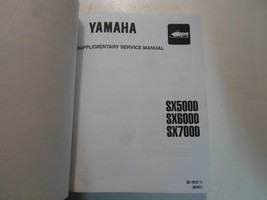 YAMAHA
SUPPLEMENTARY SERVICE MANUAL
SX500D
SX600D
SX700D